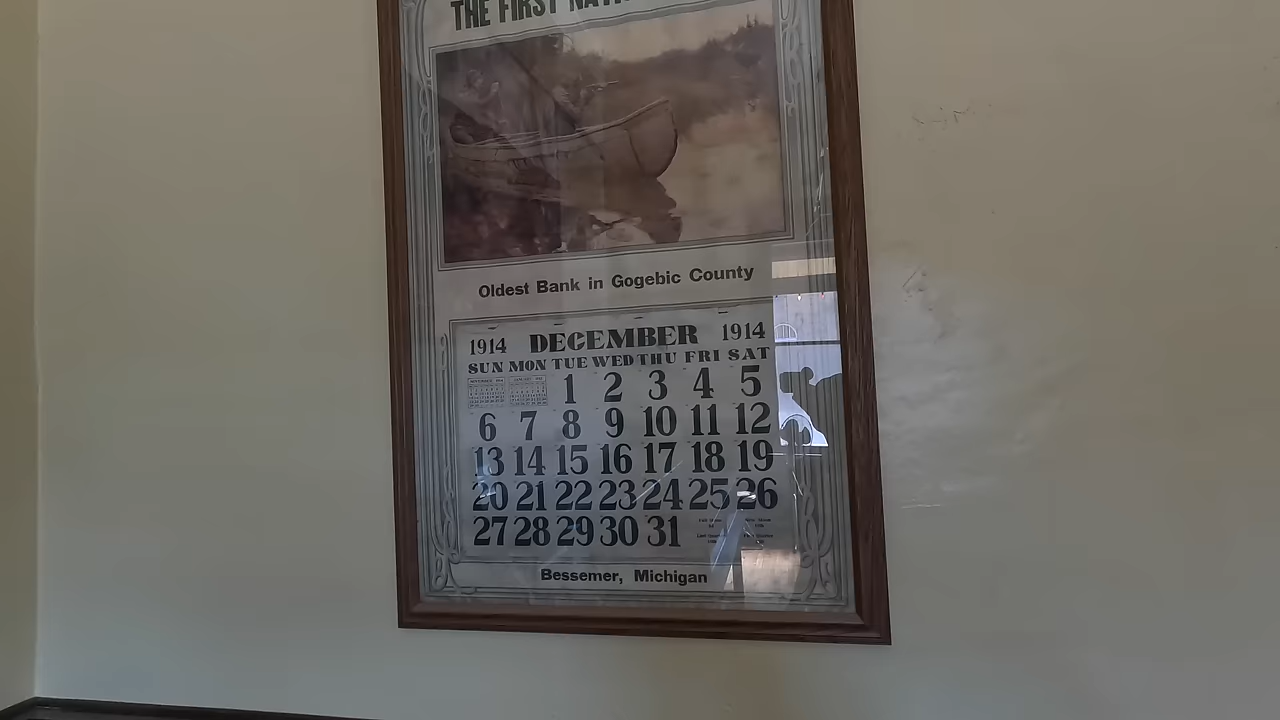 THE FIRST
Oldest Bank in Gogebic County
1914 DECEMBER 1914
SUN MON TUE WED THU FRI SAT
1 2 3 4 5
6 7 8 9 10 11 12
13 14 15 16 17 18 19
20 21 22 23 24 25 26
27 28 29 30 31
Bessemer, Michigan